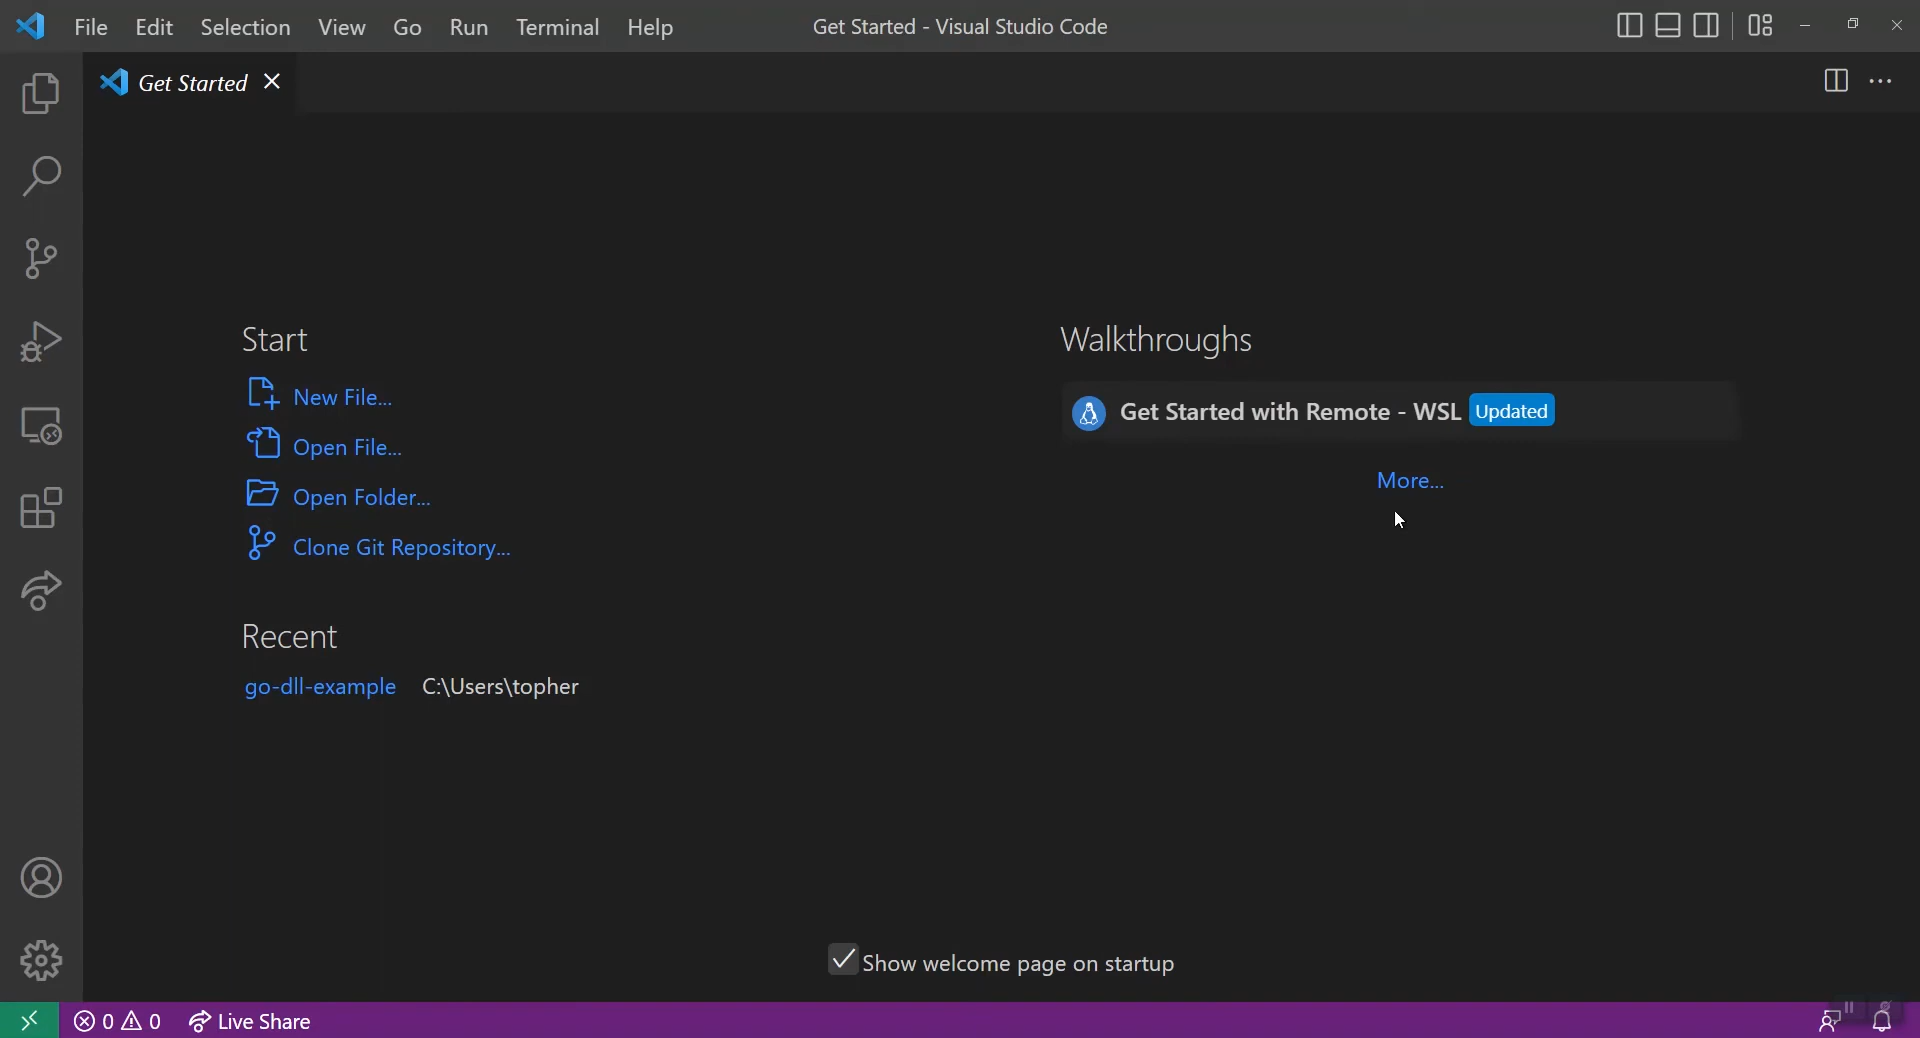 File Edit Selection View Go Run Terminal Help Get Started - Visual Studio Code
Get Started
Start
New File...
Open File...
Open Folder...
Clone Git Repository...
Recent
go-dll-example C:\Users\topher
Walkthroughs
Get Started with Remote - WSL Updated
More...
Show welcome page on startup
0 0 Live Share